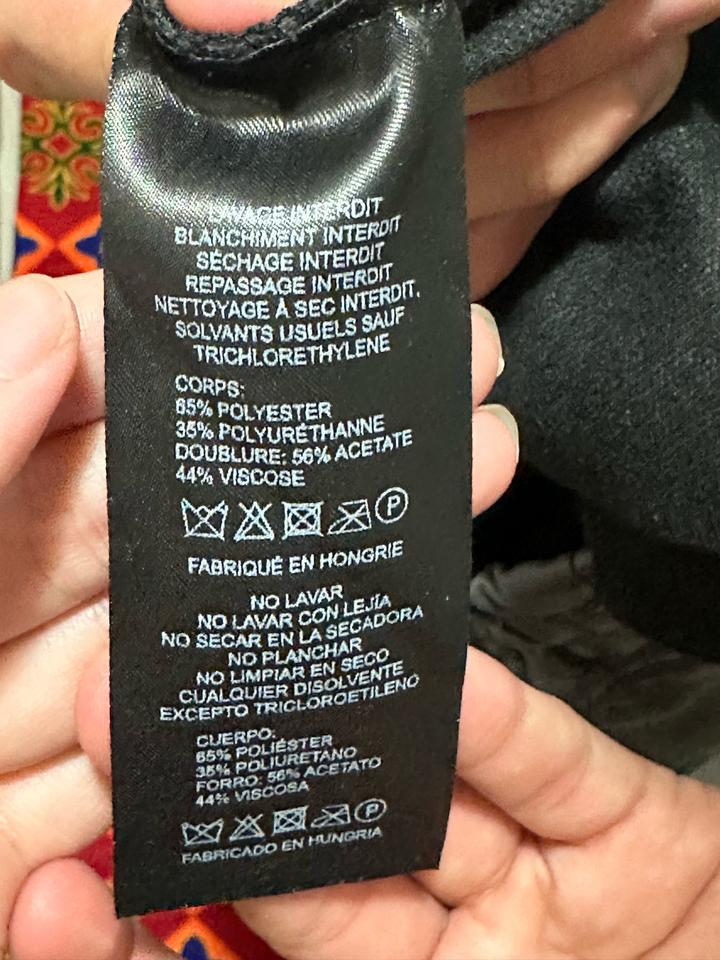 LAVAGE INTERDIT
BLANCHIMENT INTERDIT
SÉCHAGE INTERDIT
REPASSAGE INTERDIT
NETTOYAGE À SEC INTERDIT,
SOLVANTS USUELS SAUF
TRICHLORETHYLENE
CORPS:
65% POLYESTER
35% POLYURÉTHANNE
DOUBLURE: 56% ACETATE
44% VISCOSE
P
FABRIQUÉ EN HONGRIE
NO LAVAR
NO LAVAR CON LEJÍA
NO SECAR EN LA SECADORA
NO PLANCHAR
NO LIMPIAR EN SECO
CUALQUIER DISOLVENTE
EXCEPTO TRICLOROETILENO
CUERPO:
65% POLIÉSTER
35% POLIURETANO
FORRO: 56% ACETATO
44% VISCOSA
P
FABRICADO EN HUNGRIA